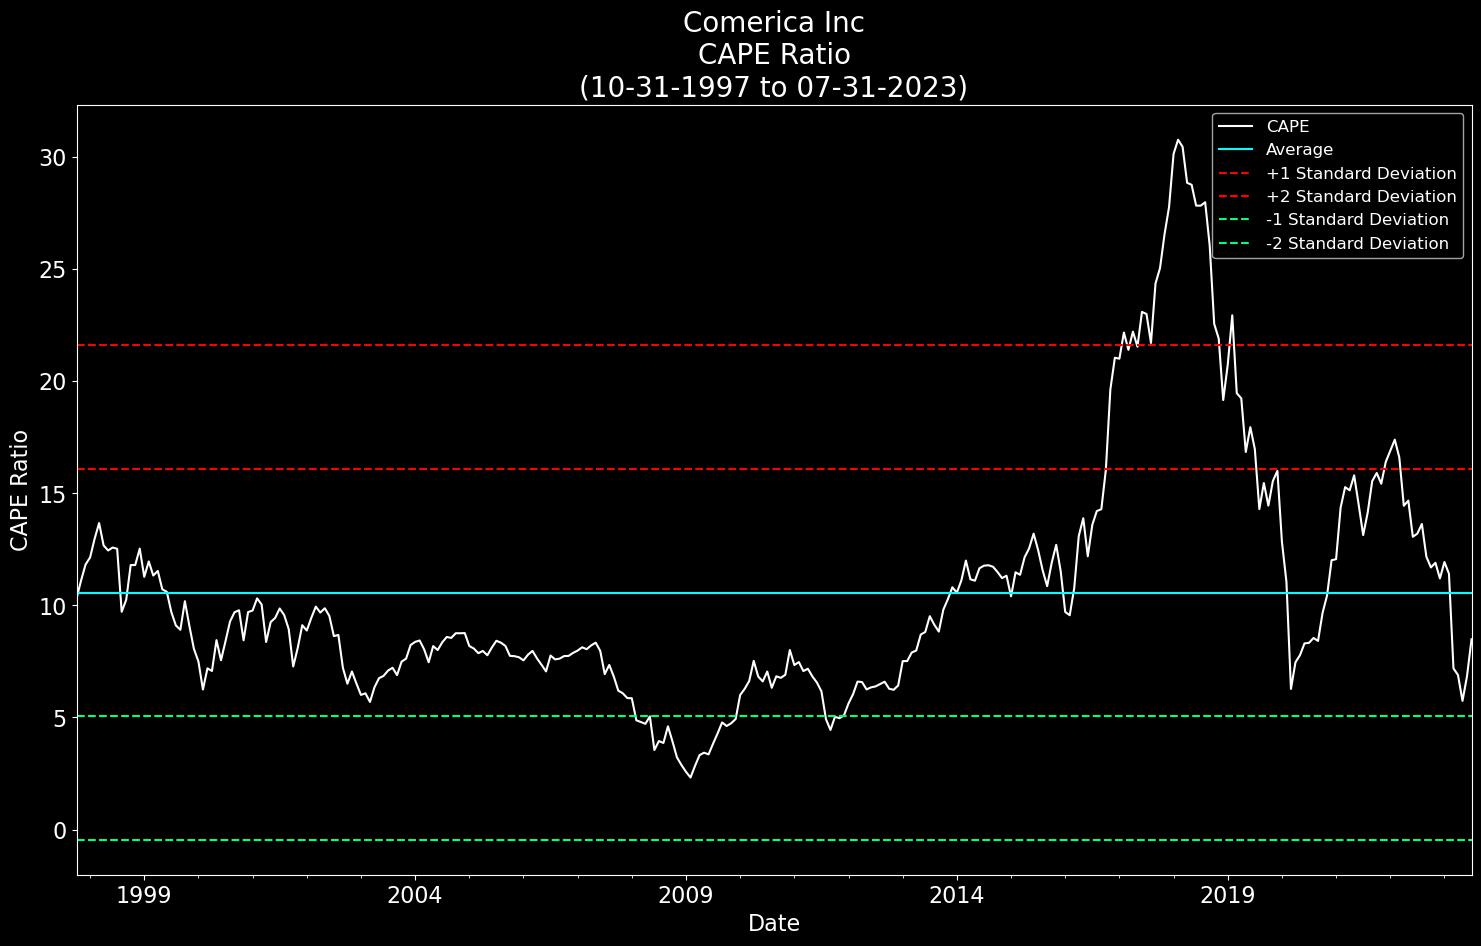 Comerica Inc
CAPE Ratio
(10-31-1997 to 07-31-2023)
CAPE
Average
+1 Standard Deviation
+2 Standard Deviation
-1 Standard Deviation
-2 Standard Deviation
30
25
20
15
10
5
0
CAPE Ratio
1999
2004
2009
2014
2019
Date